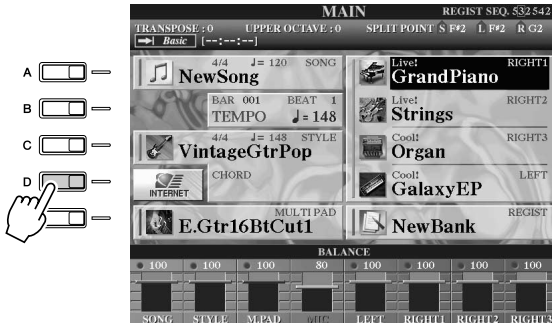 MAIN
REGIST SEQ. 532542
TRANSPOSE : 0 UPPER OCTAVE : 0 SPLIT POINT S F#2 L F#2 R G2
Basic [--:--:--]
4/4 ♩= 120 SONG
NewSong
BAR 001 BEAT 1
TEMPO ♩= 148
4/4 ♩= 148 STYLE
VintageGtrPop
INTERNET
CHORD
MULTI PAD
E.Gtr16BtCut1
Live! RIGHT1
GrandPiano
Live! RIGHT2
Strings
Cool! RIGHT3
Organ
Cool! LEFT
GalaxyEP
REGIST
NewBank
A
B
C
D
BALANCE
100 100 100 80 100 100 100 100
SONG STYLE M.PAD MIC LEFT RIGHT1 RIGHT2 RIGHT3